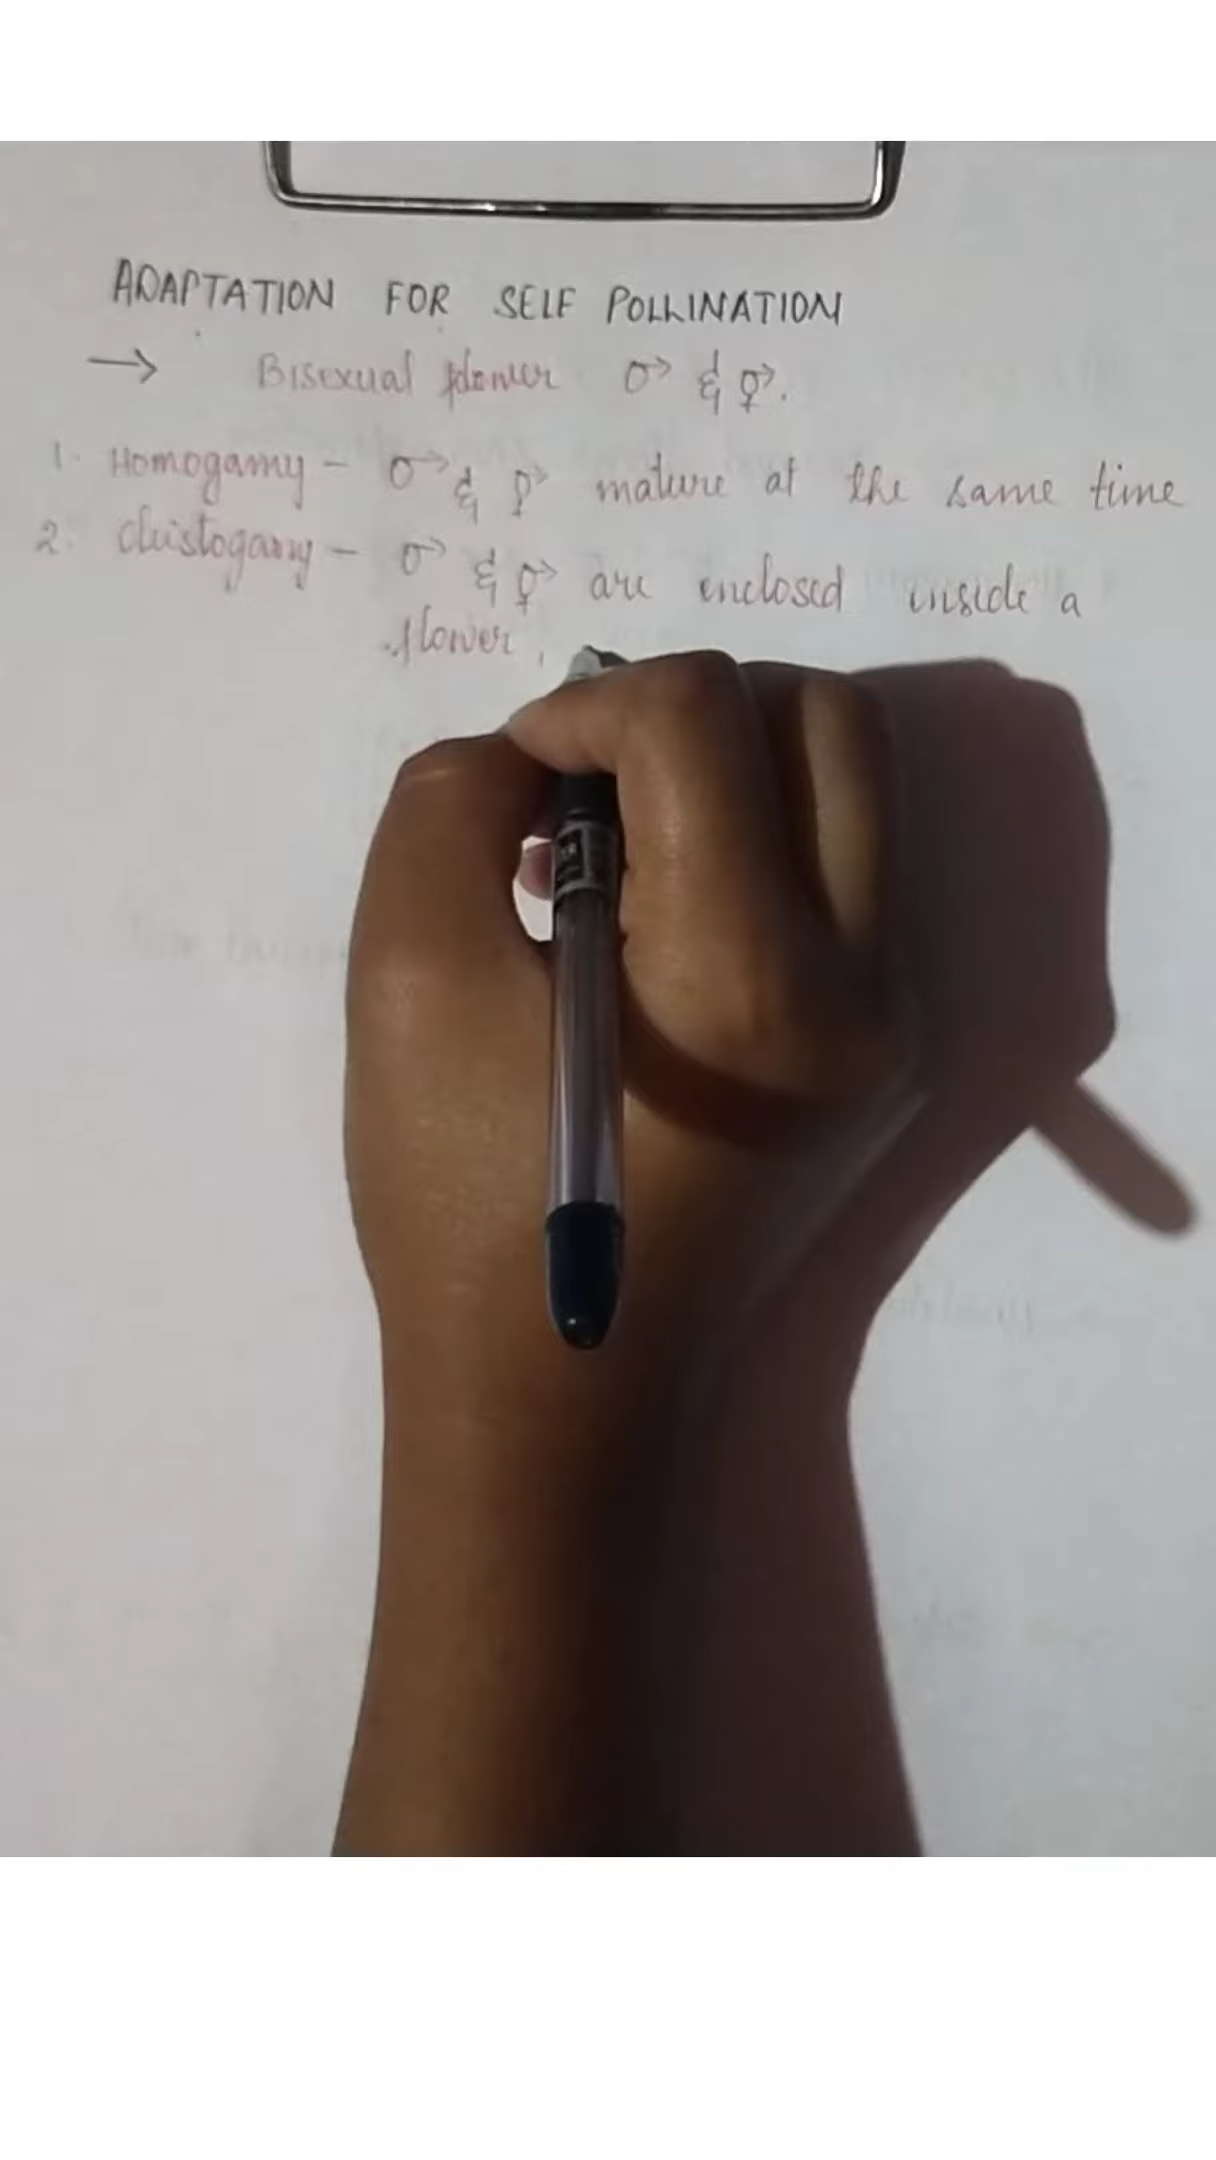 ADAPTATION FOR SELF POLLINATION
→ Bisexual flower ♂ & ⚥.
1. Homogamy - ♂ & ⚥ mature at the same time
2. Cleistogamy - ♂ & ⚥ are enclosed inside a
flower,